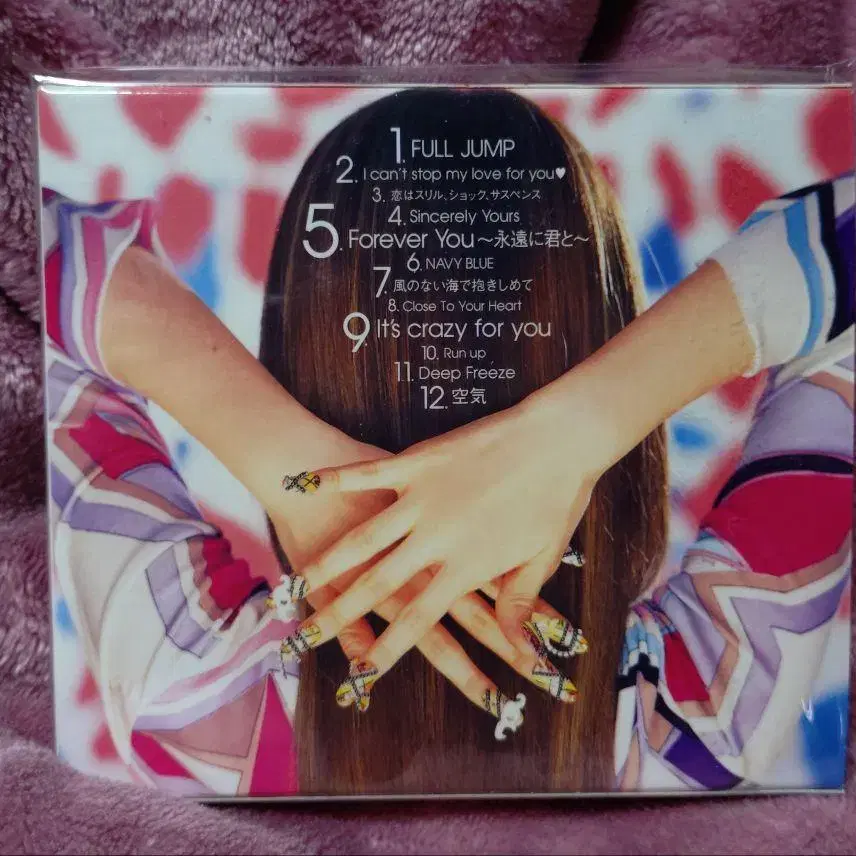 1. FULL JUMP
2. I can't stop my love for you♥
3. 恋はスリル、ショック、サスペンス
4. Sincerely Yours
5. Forever You〜永遠に君と〜
6. NAVY BLUE
7. 風のない海で抱きしめて
8. Close To Your Heart
9. It's crazy for you
10. Run up
11. Deep Freeze
12. 空気